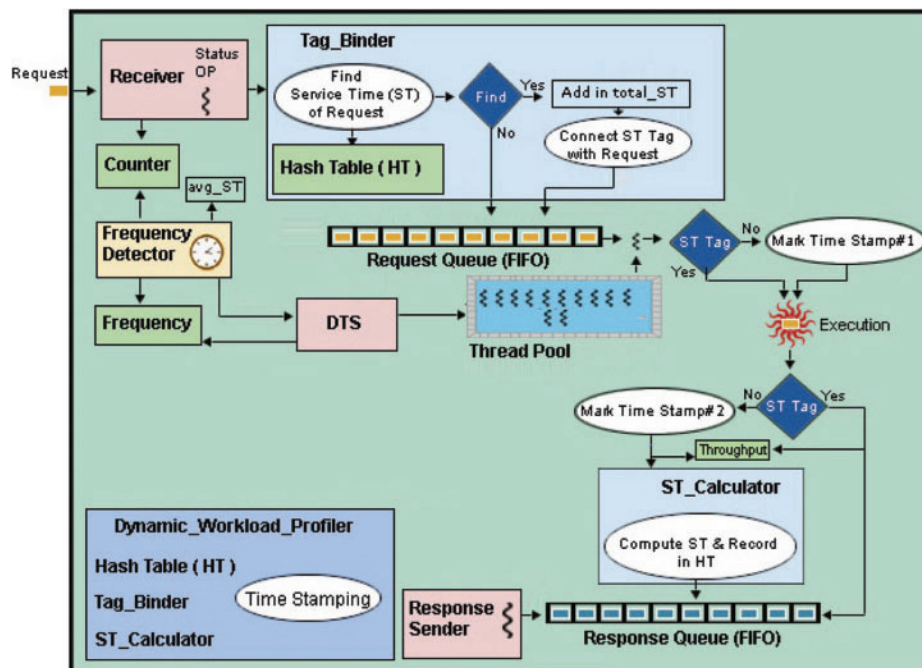 Request
Receiver
Status
OP
Tag_Binder
Find
Service Time (ST)
of Request
Find
Yes
No
Add in total_ST
Connect ST Tag
with Request
Hash Table ( HT )
Counter
avg_ST
Frequency
Detector
Frequency
Request Queue (FIFO)
ST Tag
No
Yes
Mark Time Stamp#1
DTS
Thread Pool
Execution
ST Tag
No
Yes
Mark Time Stamp#2
Throughput
ST_Calculator
Compute ST & Record
in HT
Dynamic_Workload_Profiler
Hash Table ( HT )
Tag_Binder
ST_Calculator
Time Stamping
Response
Sender
Response Queue (FIFO)